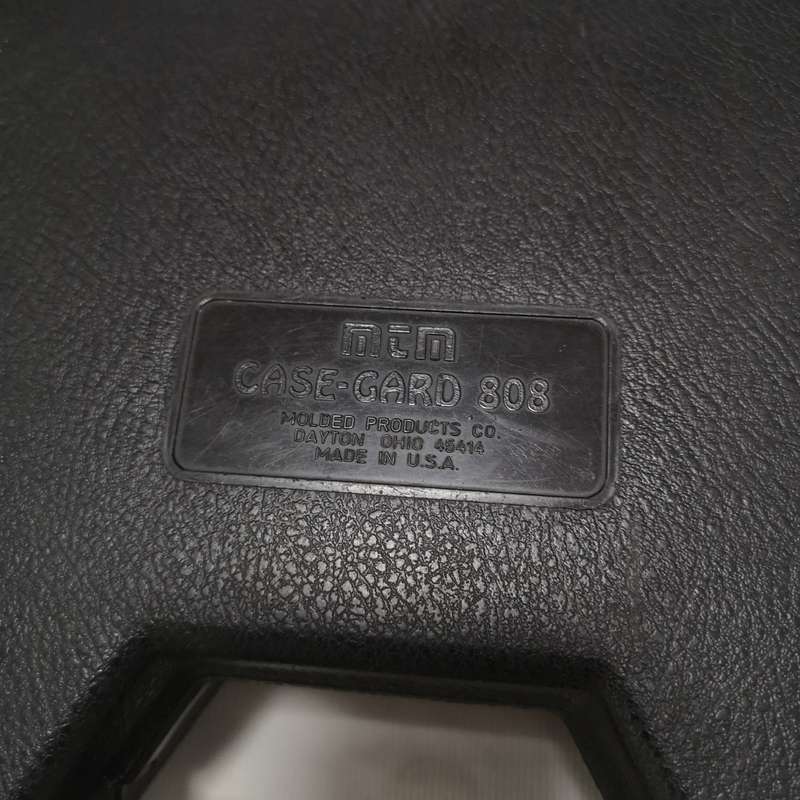 MTM
CASE-GARD 808
MOLDED PRODUCTS CO.
DAYTON OHIO 45414
MADE IN U.S.A.